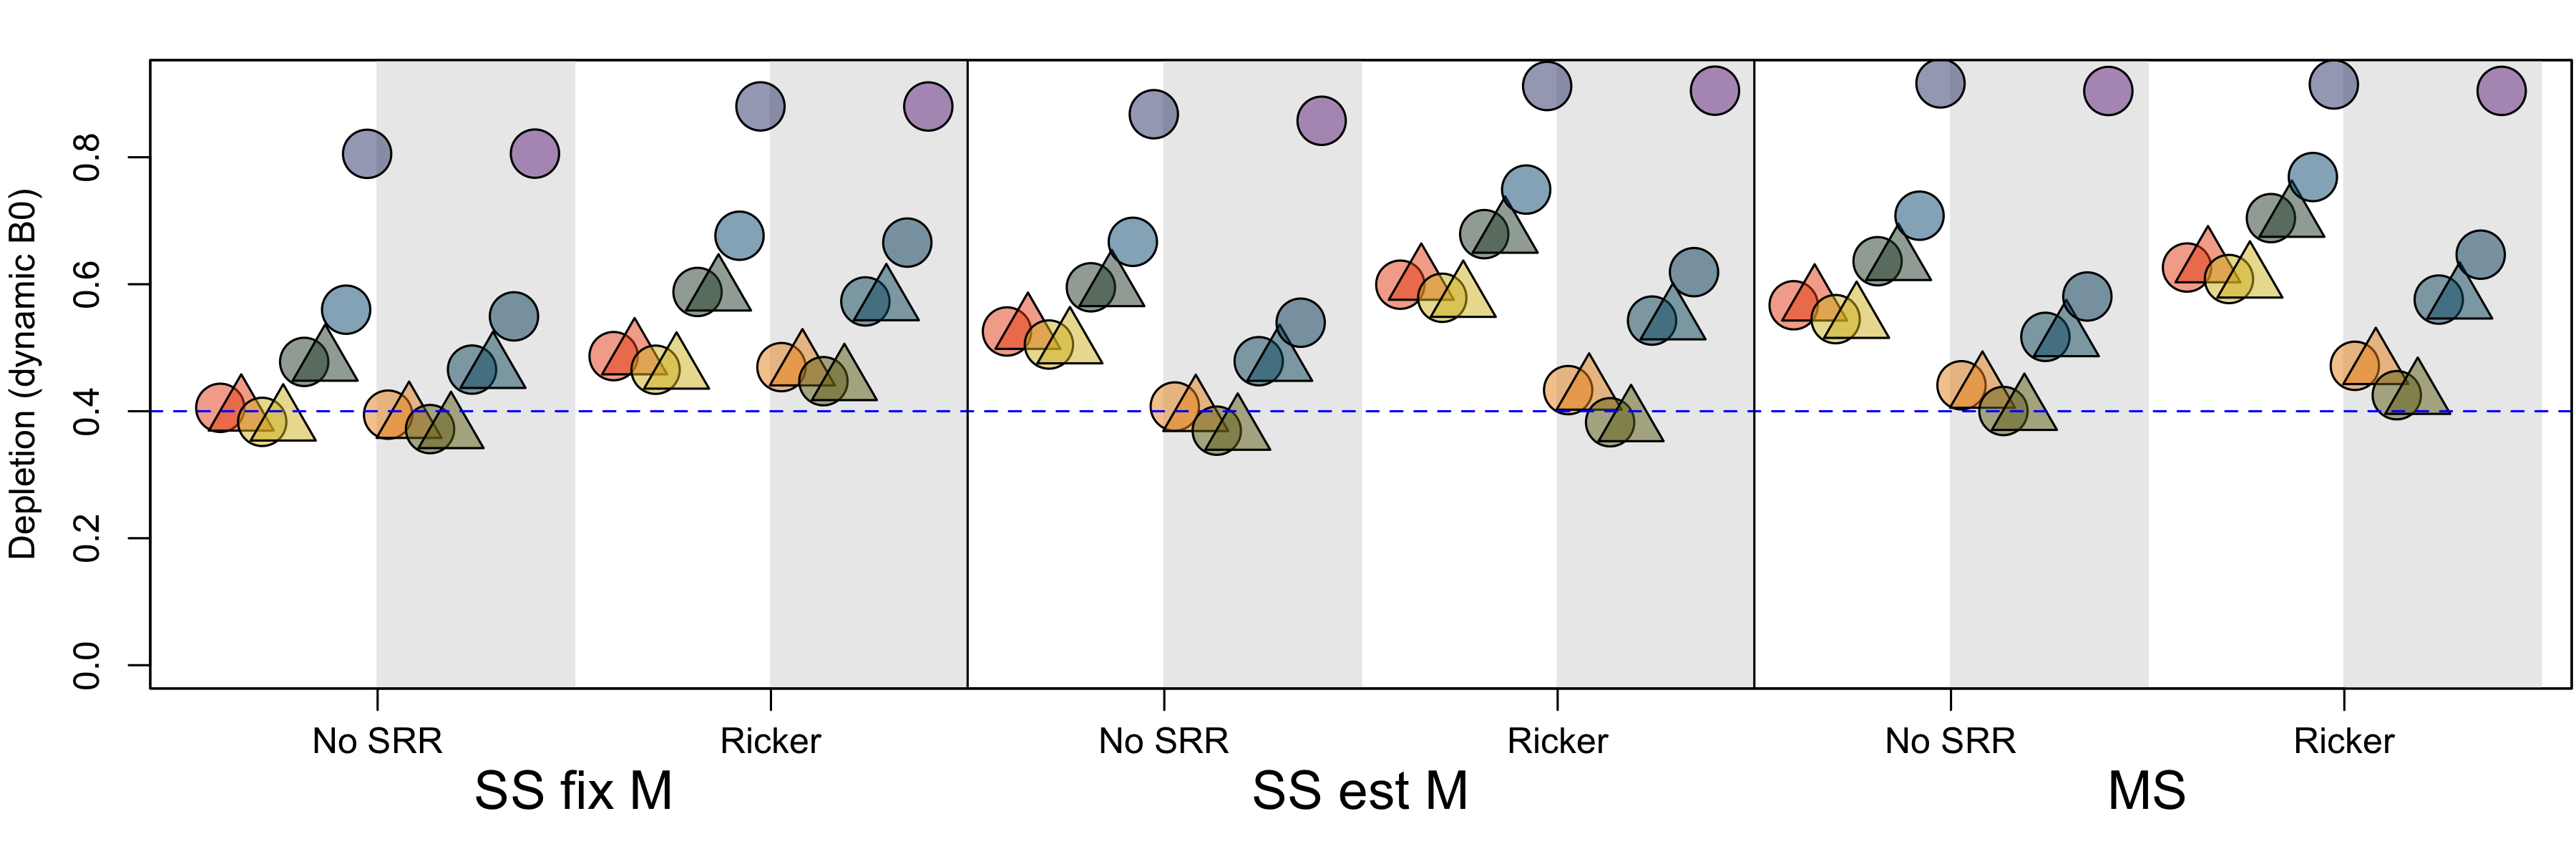 Depletion (dynamic B0)
0.8
0.6
0.4
0.2
0.0
No SRR Ricker No SRR Ricker No SRR Ricker
SS fix M SS est M MS